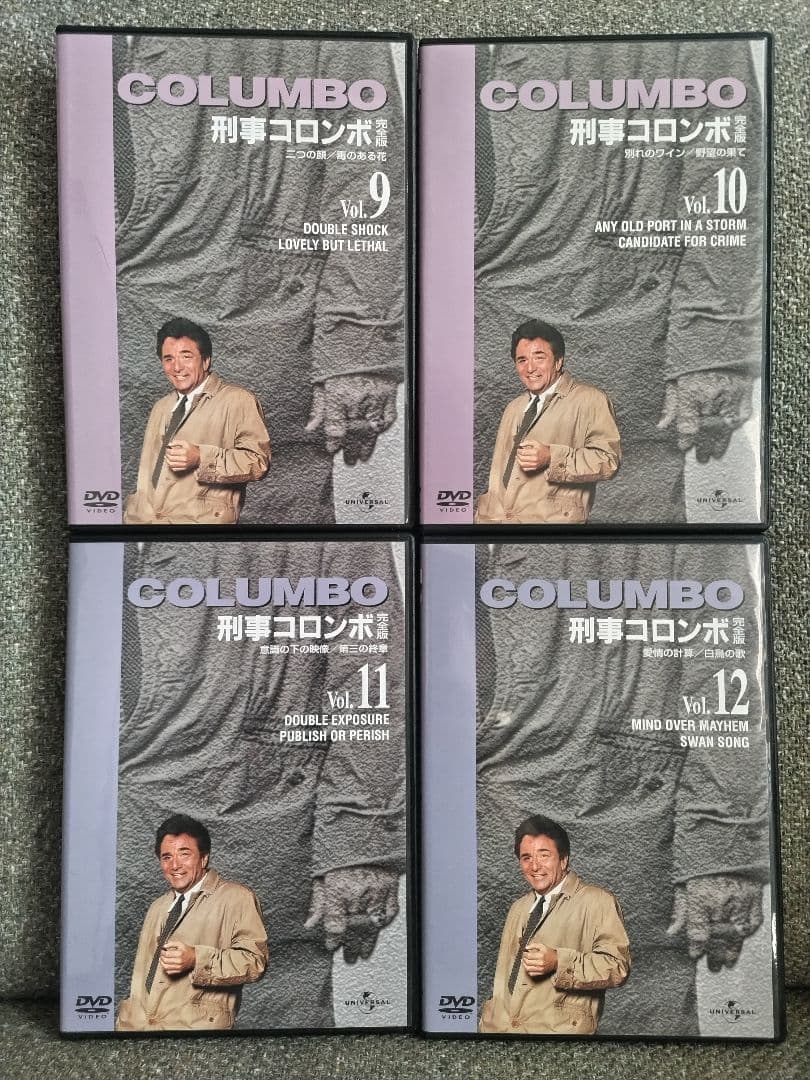 COLUMBO
刑事コロンボ 完全版
二つの顔／毒のある花
Vol.9
DOUBLE SHOCK
LOVELY BUT LETHAL
DVD
VIDEO
UNIVERSAL
COLUMBO
刑事コロンボ 完全版
別れのワイン／野望の果て
Vol.10
ANY OLD PORT IN A STORM
CANDIDATE FOR CRIME
DVD
VIDEO
UNIVERSAL
COLUMBO
刑事コロンボ 完全版
意識の下の映像／第三の終章
Vol.11
DOUBLE EXPOSURE
PUBLISH OR PERISH
DVD
VIDEO
UNIVERSAL
COLUMBO
刑事コロンボ 完全版
愛情の計算／白鳥の歌
Vol.12
MIND OVER MAYHEM
SWAN SONG
DVD
VIDEO
UNIVERSAL